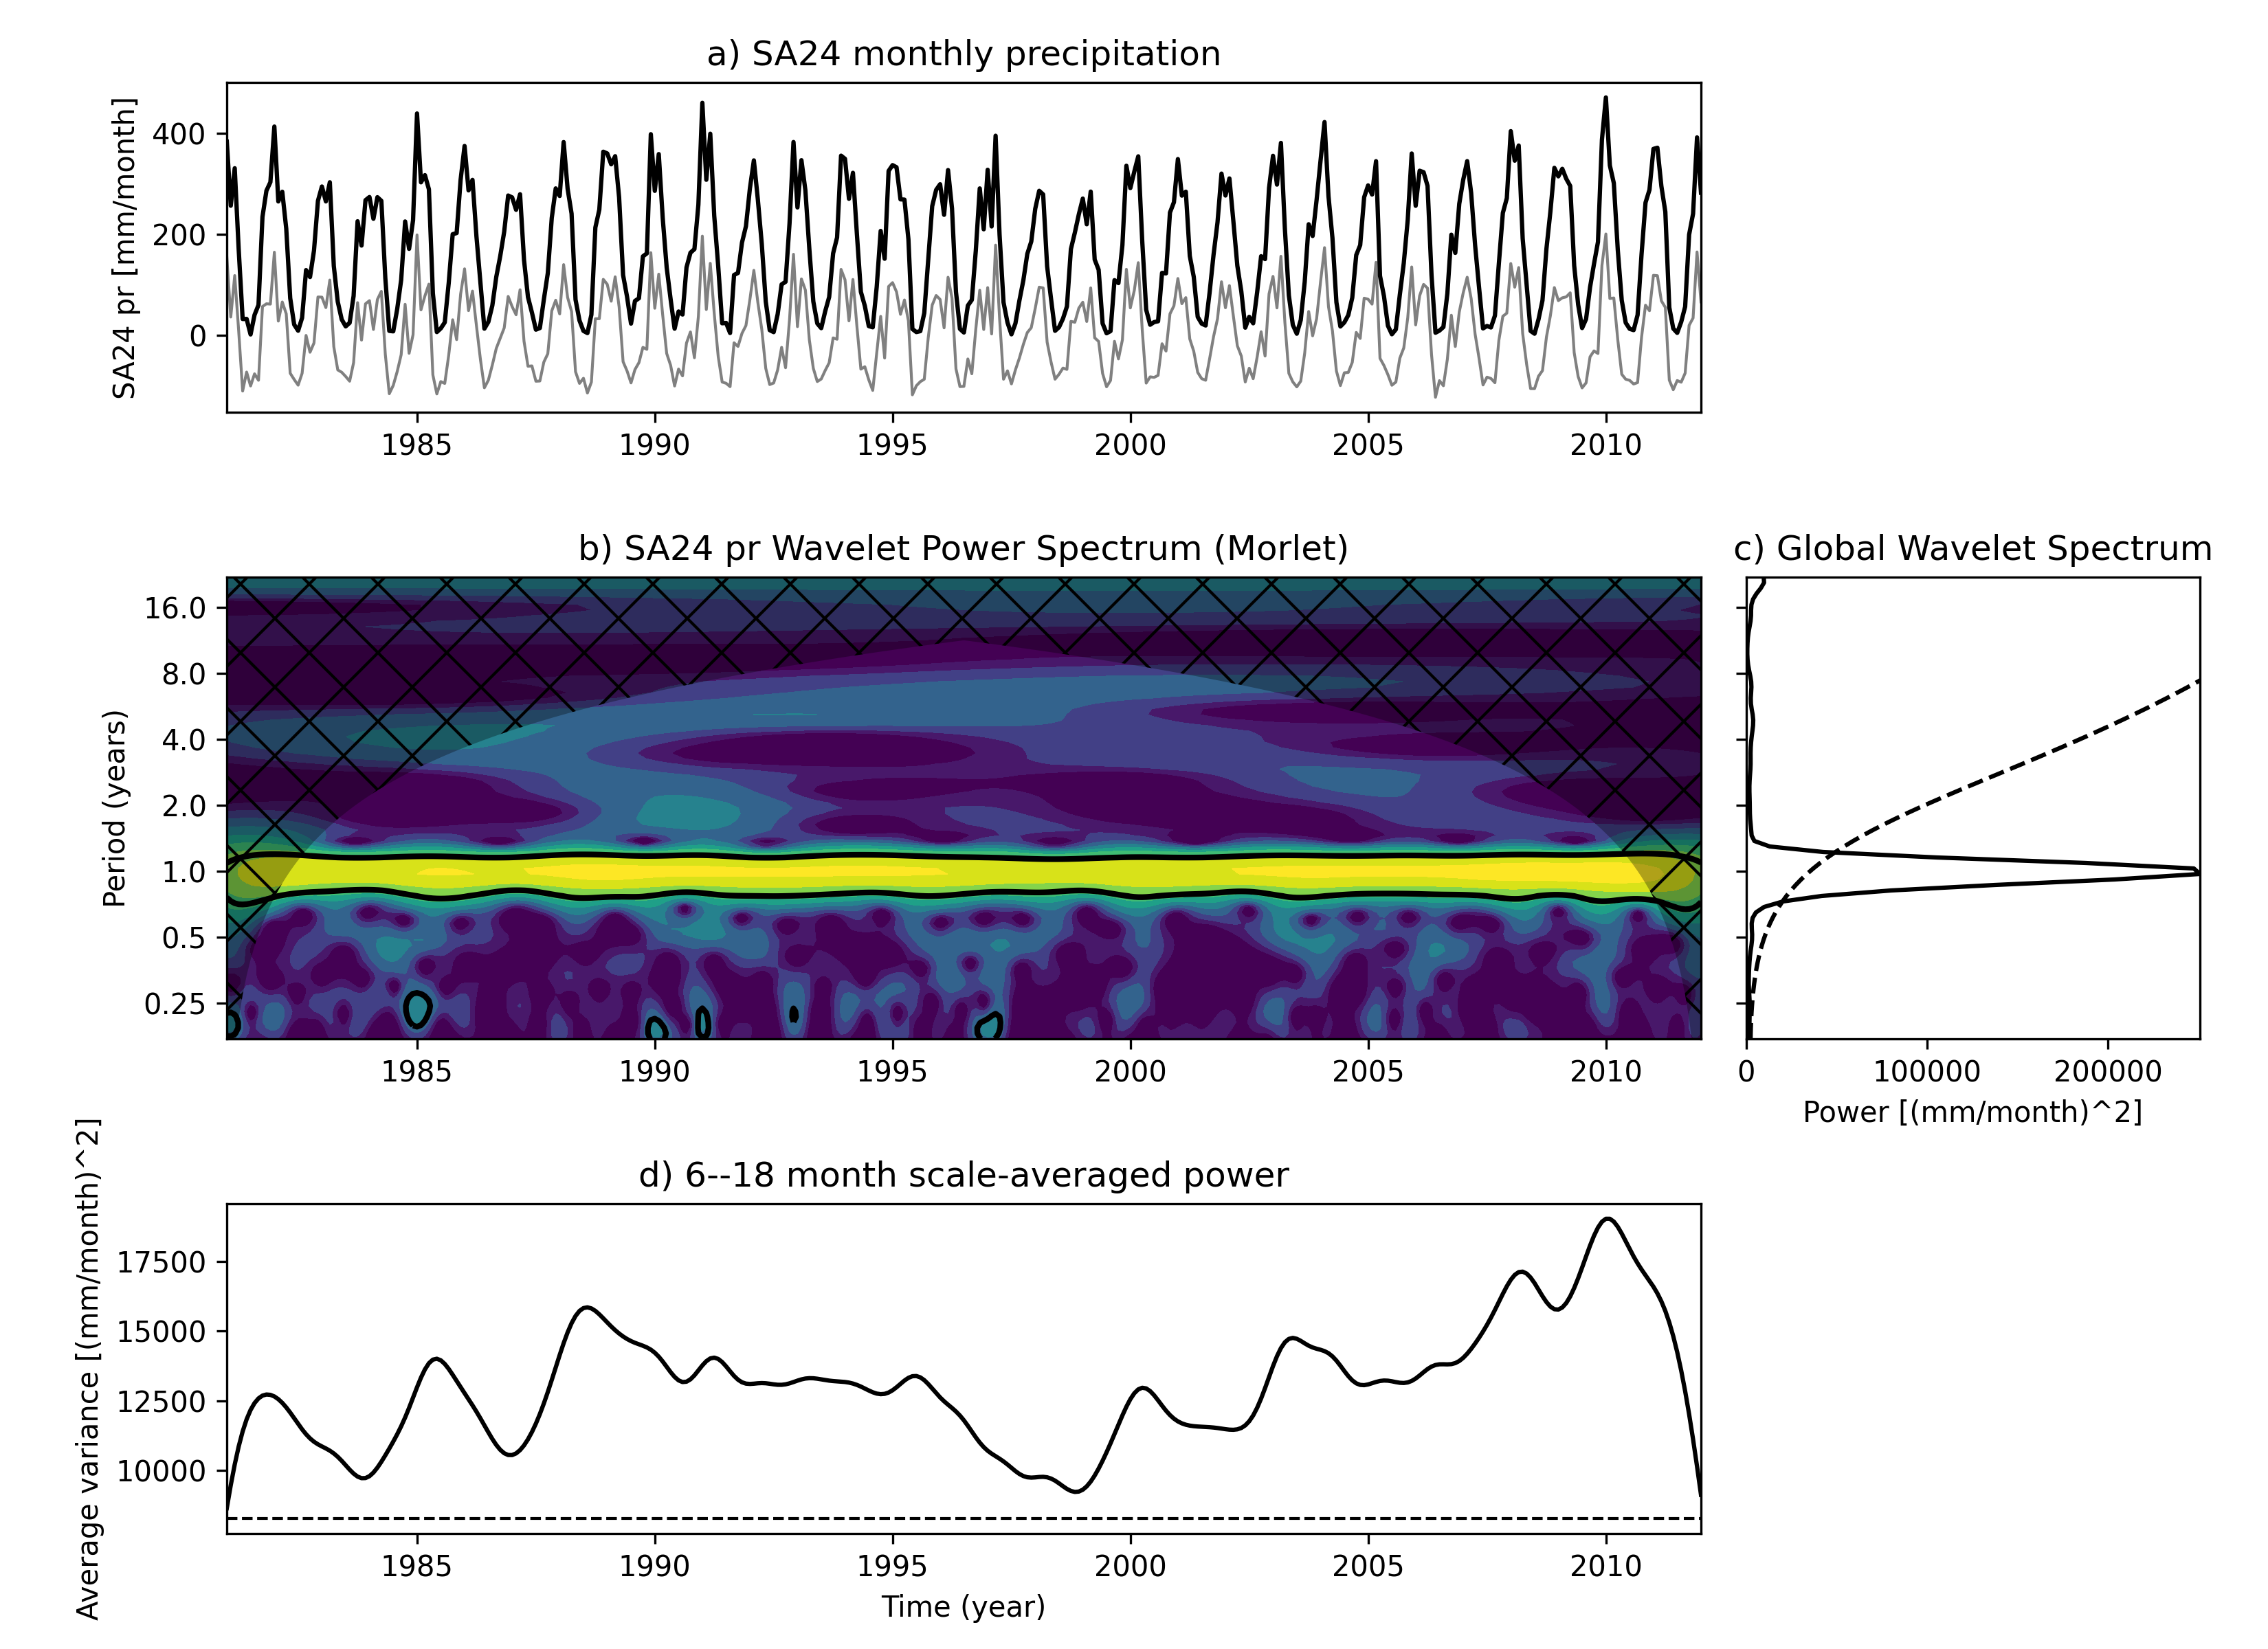 a) SA24 monthly precipitation
SA24 pr [mm/month]
400
200
0
1985 1990 1995 2000 2005 2010
b) SA24 pr Wavelet Power Spectrum (Morlet)
Period (years)
16.0
8.0
4.0
2.0
1.0
0.5
0.25
1985 1990 1995 2000 2005 2010
c) Global Wavelet Spectrum
0 100000 200000
Power [(mm/month)^2]
d) 6--18 month scale-averaged power
Average variance [(mm/month)^2]
17500
15000
12500
10000
1985 1990 1995 2000 2005 2010
Time (year)